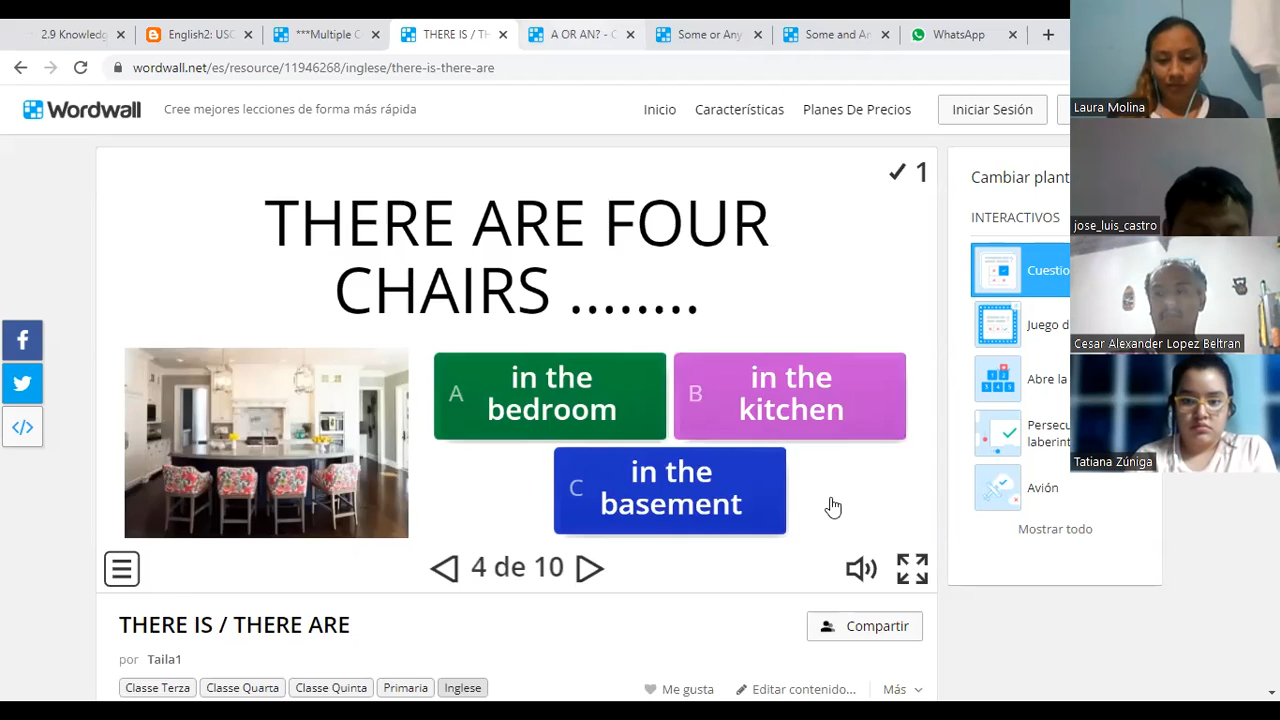 2.9 Knowledg
English2: USC
***Multiple C
THERE IS / TH
A OR AN? - C
Some or Any
Some and An
WhatsApp
wordwall.net/es/resource/11946268/inglese/there-is-there-are
Wordwall
Cree mejores lecciones de forma más rápida
Inicio
Características
Planes De Precios
Iniciar Sesión
Laura Molina
jose_luis_castro
Cesar Alexander Lopez Beltran
Tatiana Zúniga
✓ 1
THERE ARE FOUR
CHAIRS ........
A
in the
bedroom
B
in the
kitchen
C
in the
basement
4 de 10
Cambiar plant
INTERACTIVOS
Cuestio
Juego d
Abre la
Persecu
laberint
Avión
Mostrar todo
THERE IS / THERE ARE
Compartir
por Taila1
Classe Terza
Classe Quarta
Classe Quinta
Primaria
Inglese
Me gusta
Editar contenido...
Más